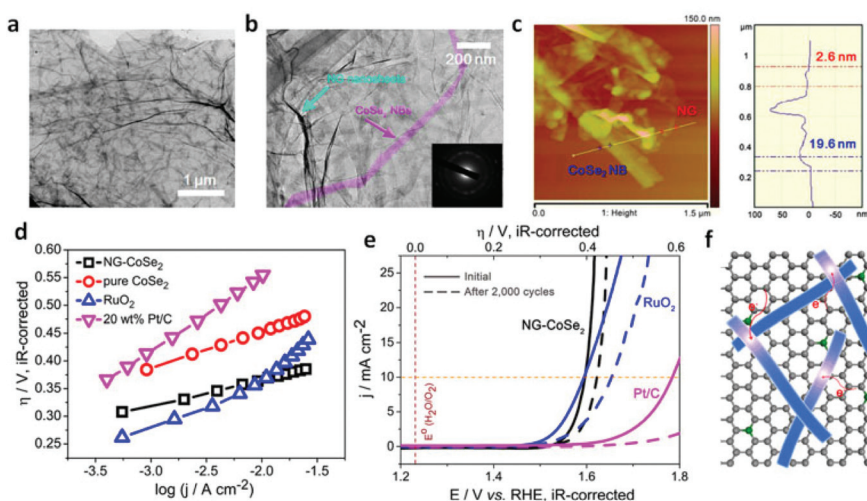 a
1 μm
b
200 nm
NG nanosheets
CoSe₂ NBs
c
150.0 nm
NG
CoSe₂ NB
0.0
1: Height
1.5 μm
μm
1
0.8
0.6
0.4
0.2
2.6 nm
19.6 nm
100 50 0 -50
nm
d
η / V, iR-corrected
0.60
0.55
0.50
0.45
0.40
0.35
0.30
0.25
NG-CoSe₂
pure CoSe₂
RuO₂
20 wt% Pt/C
-3.5 -3.0 -2.5 -2.0 -1.5
log (j / A cm⁻²)
e
η / V, iR-corrected
0.0 0.2 0.4 0.6
j / mA cm⁻²
25
20
15
10
5
0
Initial
After 2,000 cycles
NG-CoSe₂
RuO₂
Pt/C
E⁰ (H₂O/O₂)
1.2 1.4 1.6 1.8
E / V vs. RHE, iR-corrected
f
e⁻
e⁻
e⁻